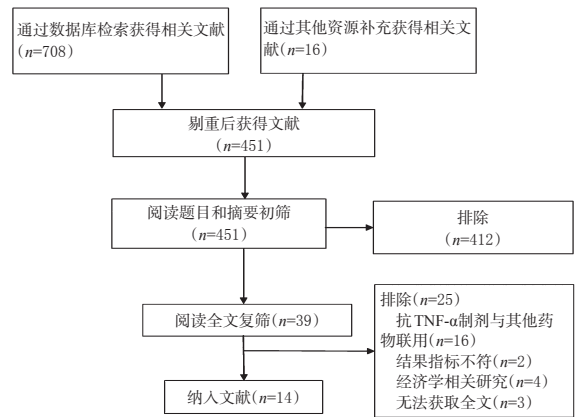 通过数据库检索获得相关文献
(n=708)
通过其他资源补充获得相关文
献(n=16)
剔重后获得文献
(n=451)
阅读题目和摘要初筛
(n=451)
排除
(n=412)
阅读全文复筛(n=39)
排除(n=25)
抗TNF-α制剂与其他药
物联用(n=16)
结果指标不符(n=2)
经济学相关研究(n=4)
无法获取全文(n=3)
纳入文献(n=14)